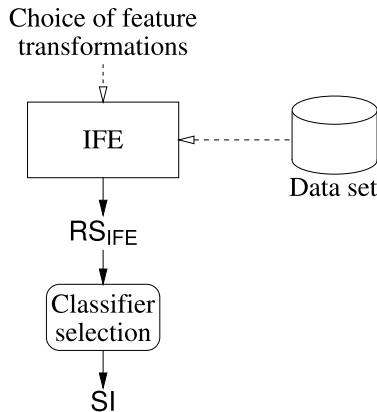 Choice of feature
transformations
IFE
Data set
RS_IFE
Classifier
selection
SI